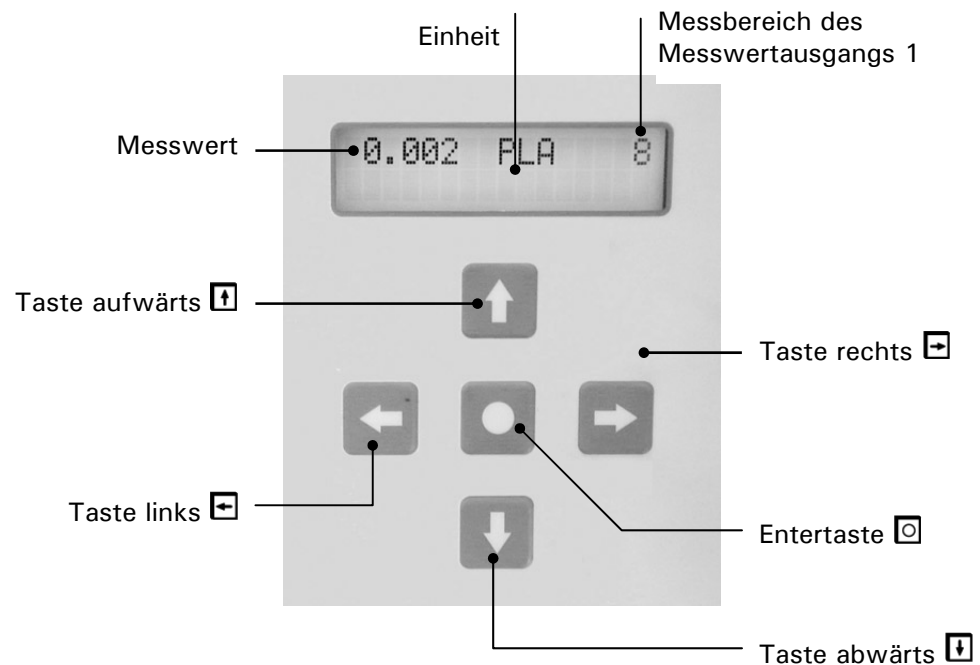 Einheit
Messbereich des
Messwertausgangs 1
Messwert
0.002 PLA 8
Taste aufwärts
Taste rechts
Taste links
Entertaste
Taste abwärts